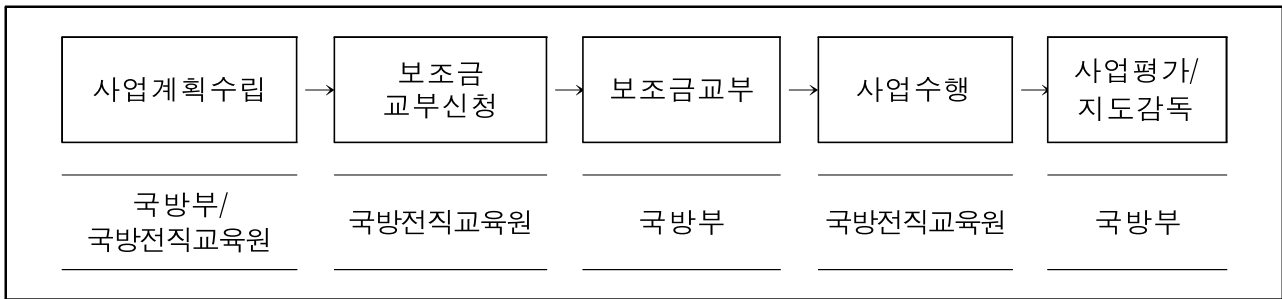 사업계획수립
→
보조금
교부신청
→
보조금교부
→
사업수행
→
사업평가/
지도감독
국방부/
국방전직교육원
국방전직교육원
국방부
국방전직교육원
국방부